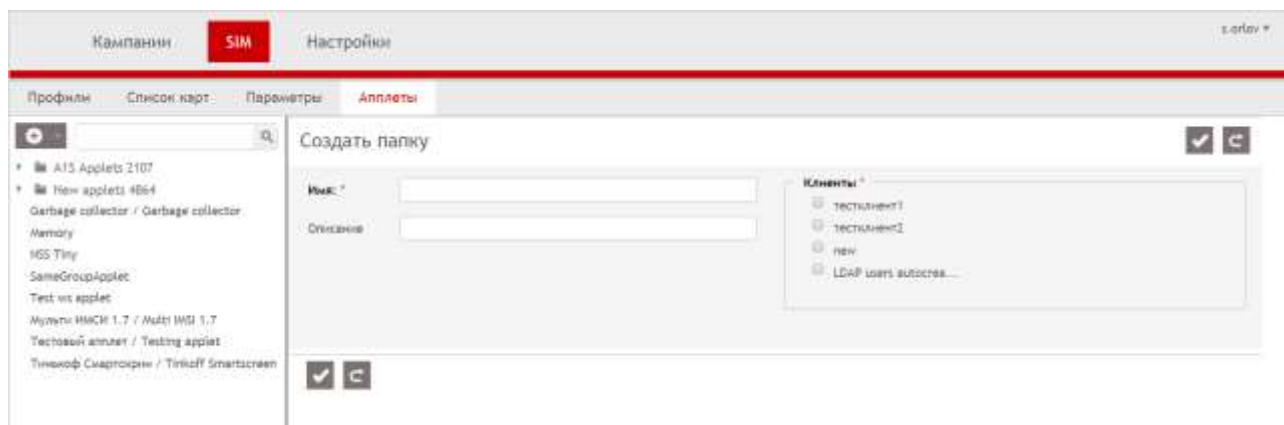 Кампании SIM Настройки s.orlov
Профили Список карт Параметры Апплеты
Создать папку
A15 Applets 2107
New applets 4864
Garbage collector / Garbage collector
Memory
NSS Tiny
SameGroupApplet
Test ws applet
Мульти ИМСИ 1.7 / Multi IMSI 1.7
Тестовый апплет / Testing applet
Тинькоф Смартскрин / Tinkoff Smartscreen
Имя: *
Описание
Клиенты *
тестклиент1
тестклиент2
new
LDAP users autocrea...